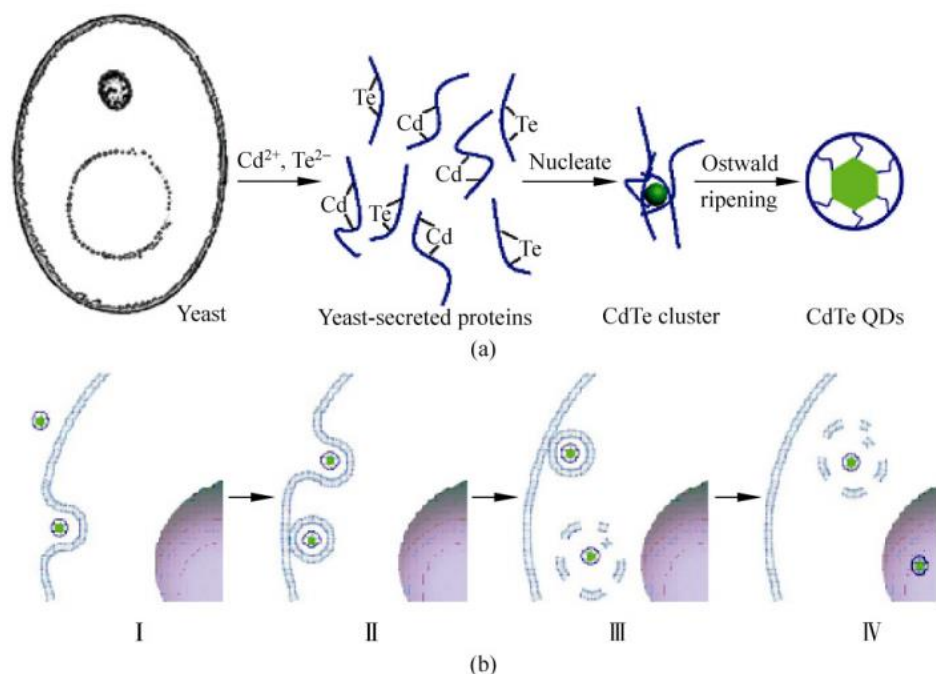 Te
Cd
Te
Cd
Cd
Te
Cd
Te
Cd²⁺, Te²⁻
Nucleate
Ostwald
ripening
Yeast
Yeast-secreted proteins
CdTe cluster
CdTe QDs
(a)
Ⅰ
Ⅱ
Ⅲ
Ⅳ
(b)